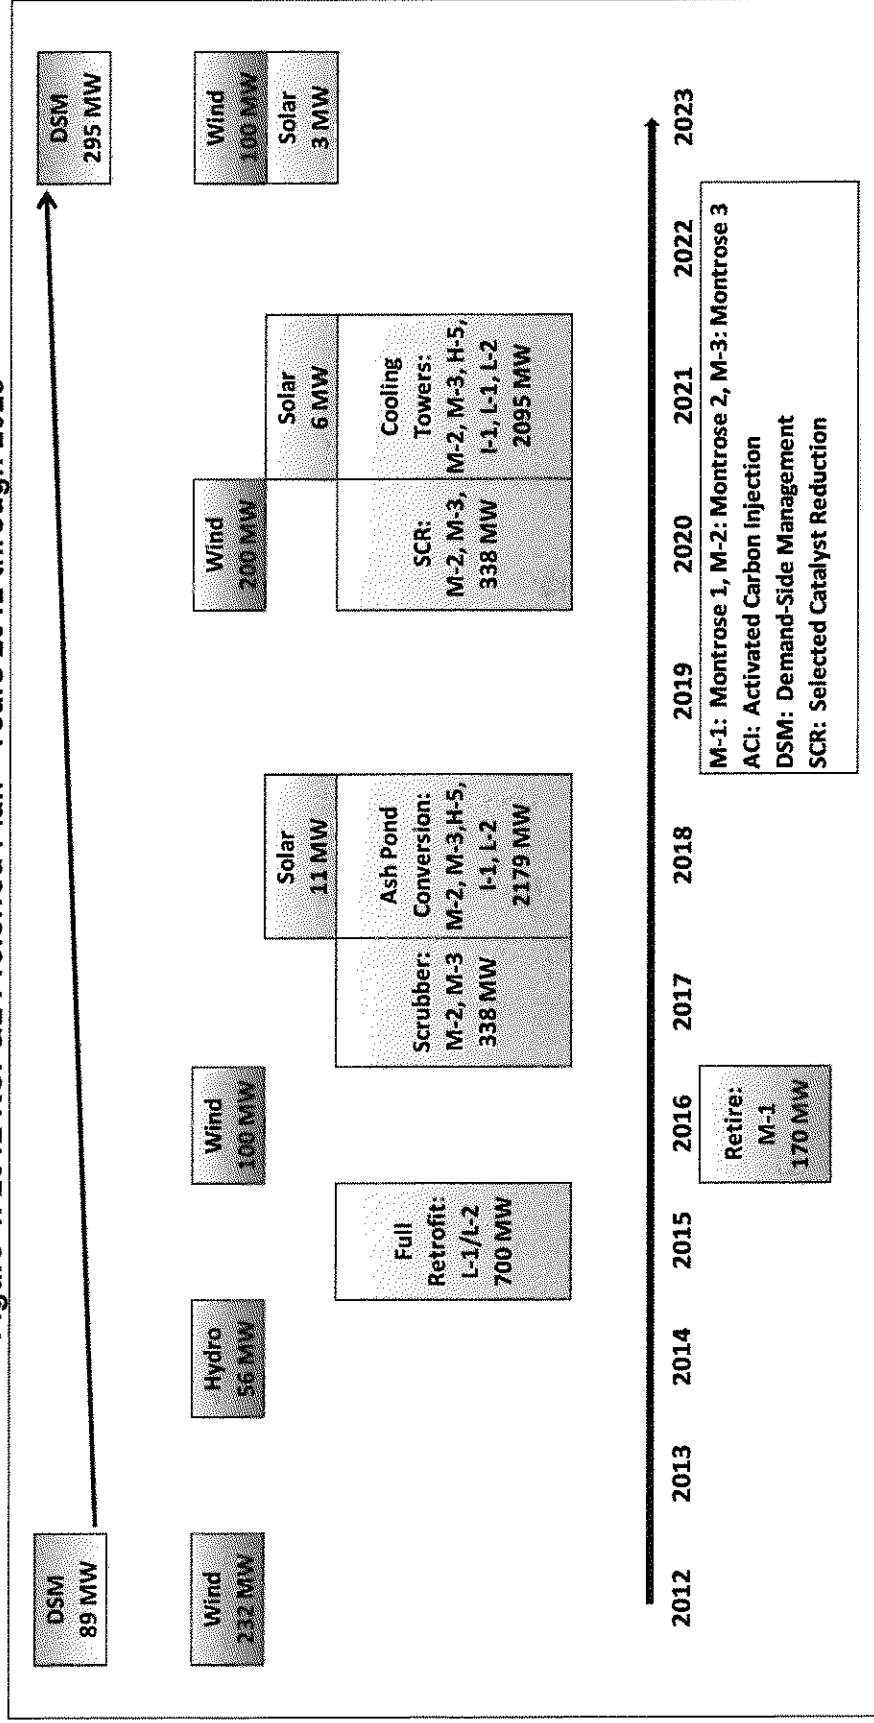 DSM
89 MW
DSM
295 MW
Wind
232 MW
Hydro
56 MW
Wind
100 MW
Wind
200 MW
Wind
100 MW
Solar
11 MW
Solar
6 MW
Solar
3 MW
Full
Retrofit:
L-1/L-2
700 MW
Scrubber:
M-2, M-3
338 MW
Ash Pond
Conversion:
M-2, M-3,H-5,
I-1, L-2
2179 MW
SCR:
M-2, M-3,
338 MW
Cooling
Towers:
M-2, M-3, H-5,
I-1, L-1, L-2
2095 MW
2012 2013 2014 2015 2016 2017 2018 2019 2020 2021 2022 2023
Retire:
M-1
170 MW
M-1: Montrose 1, M-2: Montrose 2, M-3: Montrose 3
ACI: Activated Carbon Injection
DSM: Demand-Side Management
SCR: Selected Catalyst Reduction